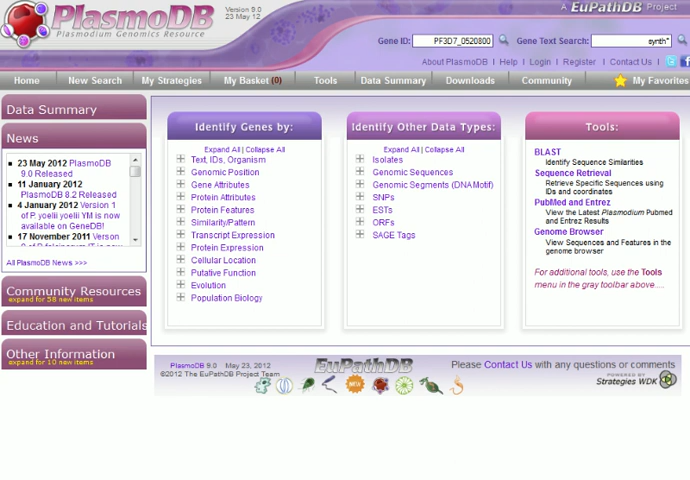 PlasmoDB
Plasmodium Genomics Resource
Version 9.0
23 May 12
A EuPathDB Project
Gene ID: PF3D7_0520800 Gene Text Search: synth*
About PlasmoDB | Help | Login | Register | Contact Us |
Home New Search My Strategies My Basket (0) Tools Data Summary Downloads Community My Favorites
Data Summary
News
23 May 2012 PlasmoDB
9.0 Released
11 January 2012
PlasmoDB 8.2 Released
4 January 2012 Version 1
of P. yoelii yoelii YM is now
available on GeneDB!
17 November 2011 Version
All PlasmoDB News >>>
Community Resources
expand for 58 new items
Education and Tutorials
Other Information
expand for 10 new items
Identify Genes by:
Expand All | Collapse All
Text, IDs, Organism
Genomic Position
Gene Attributes
Protein Attributes
Protein Features
Similarity/Pattern
Transcript Expression
Protein Expression
Cellular Location
Putative Function
Evolution
Population Biology
Identify Other Data Types:
Expand All | Collapse All
Isolates
Genomic Sequences
Genomic Segments (DNA Motif)
SNPs
ESTs
ORFs
SAGE Tags
Tools:
BLAST
Identify Sequence Similarities
Sequence Retrieval
Retrieve Specific Sequences using
IDs and coordinates
PubMed and Entrez
View the Latest Plasmodium Pubmed
and Entrez Results
Genome Browser
View Sequences and Features in the
genome browser
For additional tools, use the Tools
menu in the gray toolbar above.....
PlasmoDB 9.0 May 23, 2012
©2012 The EuPathDB Project Team
EuPathDB
Please Contact Us with any questions or comments
POWERED BY
Strategies WDK